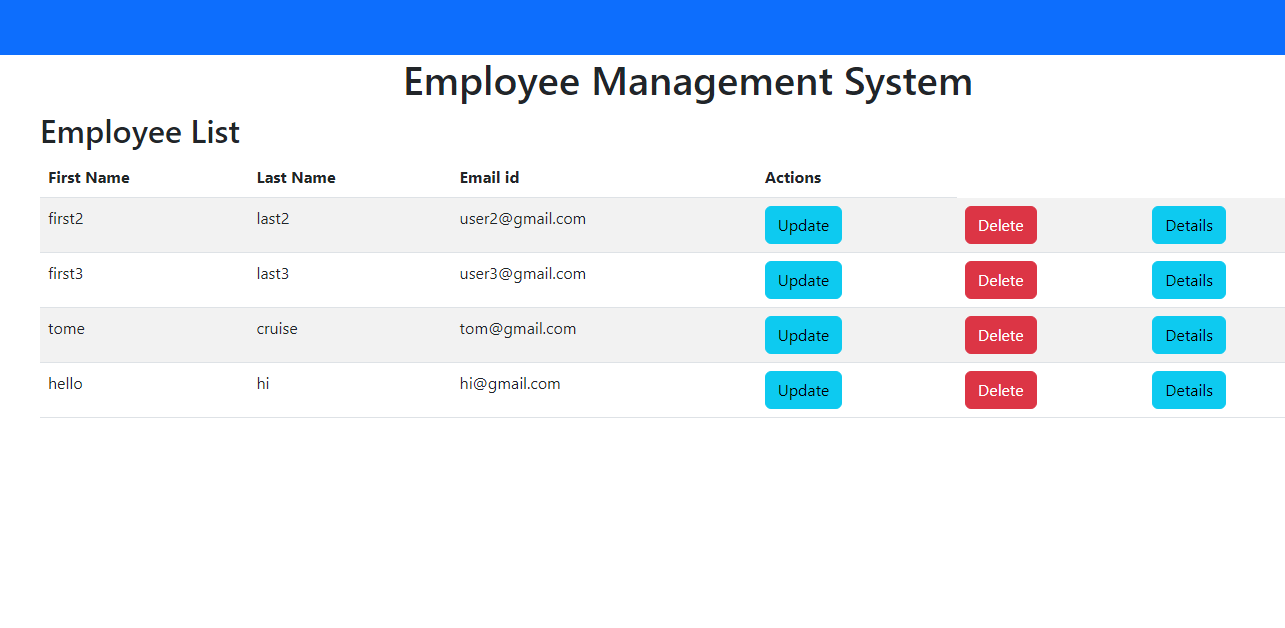 Employee Management System
Employee List
First Name Last Name Email id Actions
first2 last2 user2@gmail.com Update Delete Details
first3 last3 user3@gmail.com Update Delete Details
tome cruise tom@gmail.com Update Delete Details
hello hi hi@gmail.com Update Delete Details